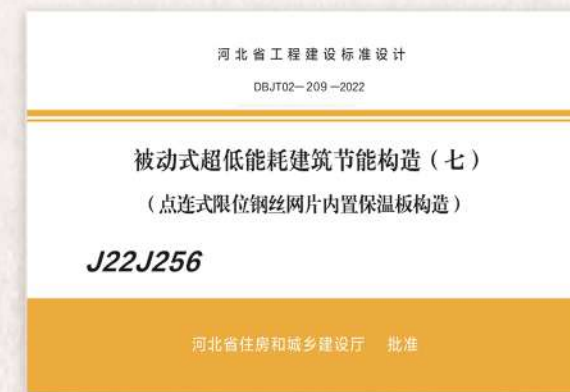 河北省工程建设标准设计
DBJT02—209—2022
被动式超低能耗建筑节能构造（七）
（点连式限位钢丝网片内置保温板构造）
J22J256
河北省住房和城乡建设厅 批准